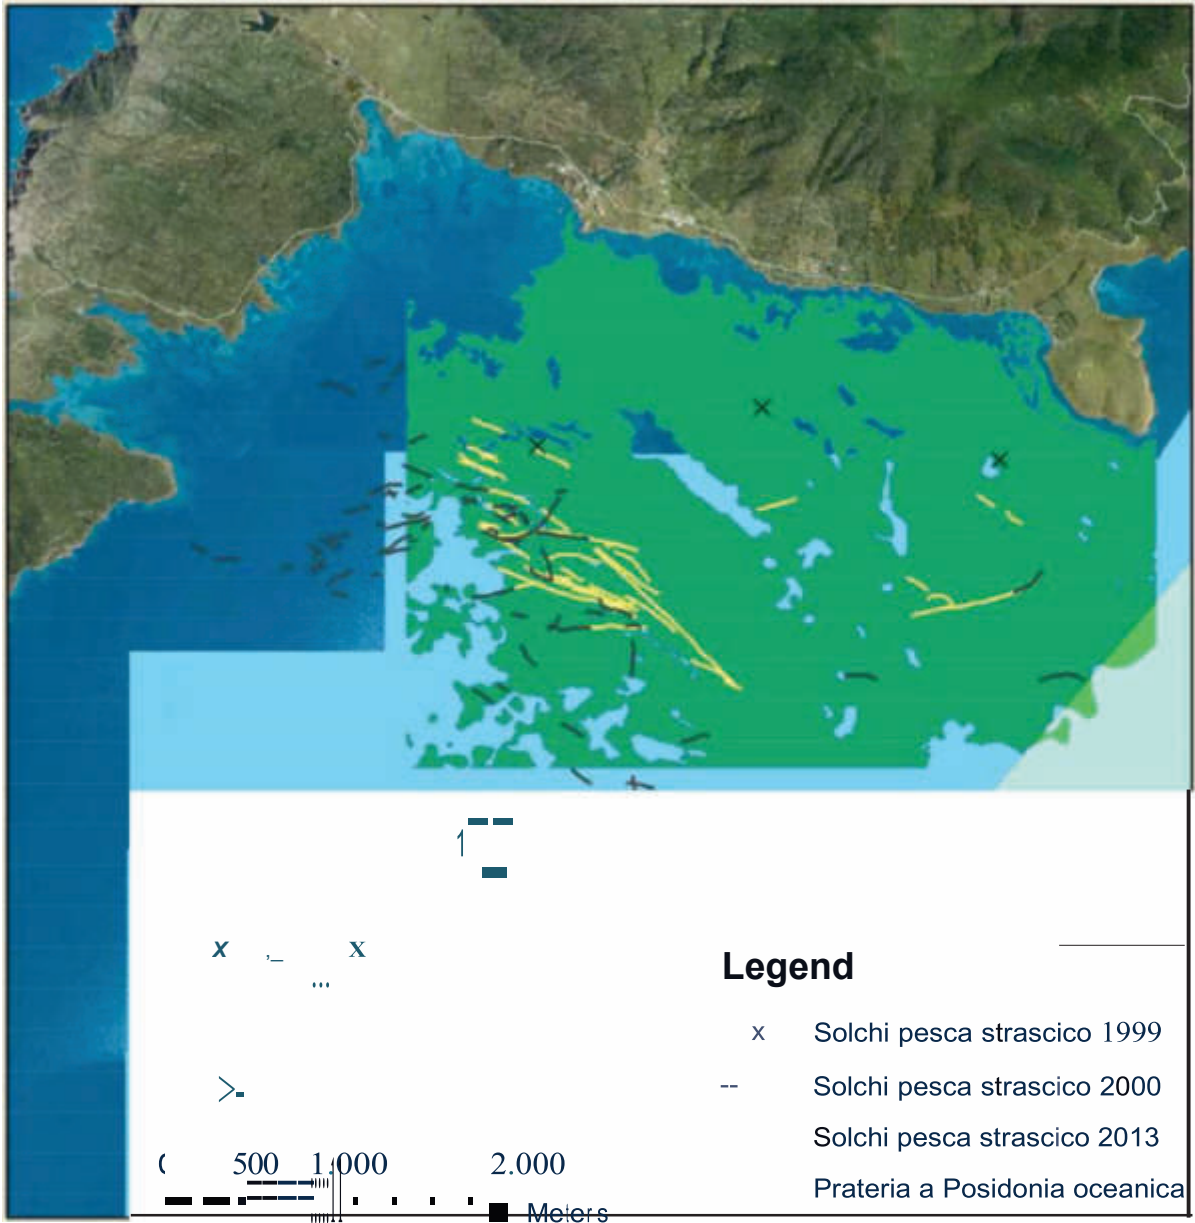 x X
Legend
x Solchi pesca strascico 1999
-- Solchi pesca strascico 2000
Solchi pesca strascico 2013
Prateria a Posidonia oceanica
500 1.000 2.000
Meters